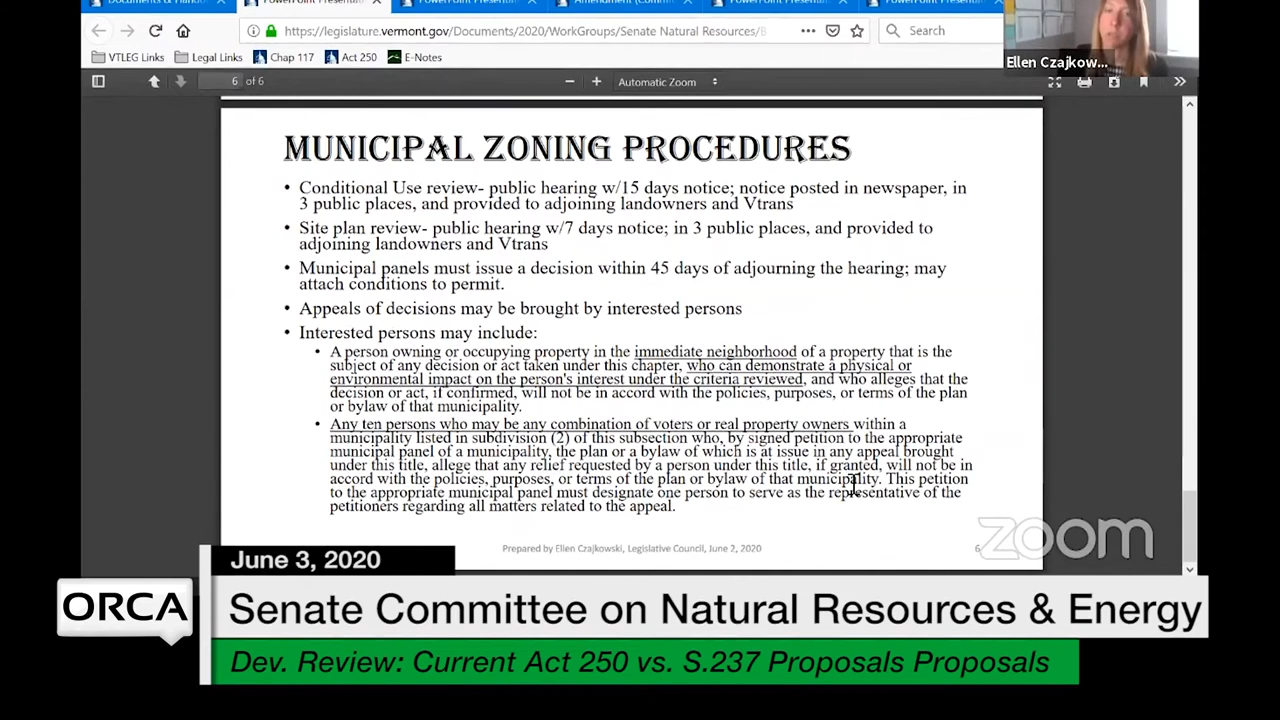 Documents & Hando
PowerPoint Presentati
PowerPoint Presentat
Amendment (Commi
PowerPoint Presentat
PowerPoint Presentatio
https://legislature.vermont.gov/Documents/2020/WorkGroups/Senate Natural Resources/B
Search
VTLEG Links Legal Links Chap 117 Act 250 E-Notes
Ellen Czajkow...
6 of 6
Automatic Zoom
MUNICIPAL ZONING PROCEDURES
• Conditional Use review- public hearing w/15 days notice; notice posted in newspaper, in
3 public places, and provided to adjoining landowners and Vtrans
• Site plan review- public hearing w/7 days notice; in 3 public places, and provided to
adjoining landowners and Vtrans
• Municipal panels must issue a decision within 45 days of adjourning the hearing; may
attach conditions to permit.
• Appeals of decisions may be brought by interested persons
• Interested persons may include:
• A person owning or occupying property in the immediate neighborhood of a property that is the
subject of any decision or act taken under this chapter, who can demonstrate a physical or
environmental impact on the person's interest under the criteria reviewed, and who alleges that the
decision or act, if confirmed, will not be in accord with the policies, purposes, or terms of the plan
or bylaw of that municipality.
• Any ten persons who may be any combination of voters or real property owners within a
municipality listed in subdivision (2) of this subsection who, by signed petition to the appropriate
municipal panel of a municipality, the plan or a bylaw of which is at issue in any appeal brought
under this title, allege that any relief requested by a person under this title, if granted, will not be in
accord with the policies, purposes, or terms of the plan or bylaw of that municipality. This petition
to the appropriate municipal panel must designate one person to serve as the representative of the
petitioners regarding all matters related to the appeal.
Prepared by Ellen Czajkowski, Legislative Council, June 2, 2020
6
zoom
June 3, 2020
ORCA
Senate Committee on Natural Resources & Energy
Dev. Review: Current Act 250 vs. S.237 Proposals Proposals